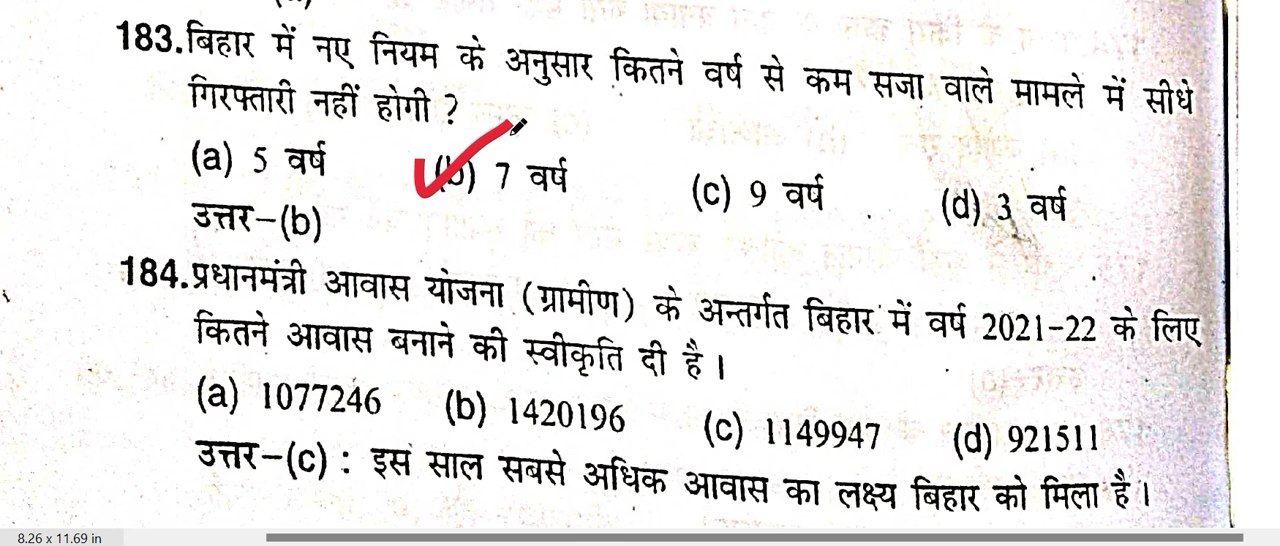 183.बिहार में नए नियम के अनुसार कितने वर्ष से कम सजा वाले मामले में सीधे
गिरफ्तारी नहीं होगी ?
(a) 5 वर्ष (b) 7 वर्ष (c) 9 वर्ष (d) 3 वर्ष
उत्तर–(b)
184.प्रधानमंत्री आवास योजना (ग्रामीण) के अन्तर्गत बिहार में वर्ष 2021-22 के लिए
कितने आवास बनाने की स्वीकृति दी है।
(a) 1077246 (b) 1420196 (c) 1149947 (d) 921511
उत्तर–(c) : इस साल सबसे अधिक आवास का लक्ष्य बिहार को मिला है।
8.26 x 11.69 in